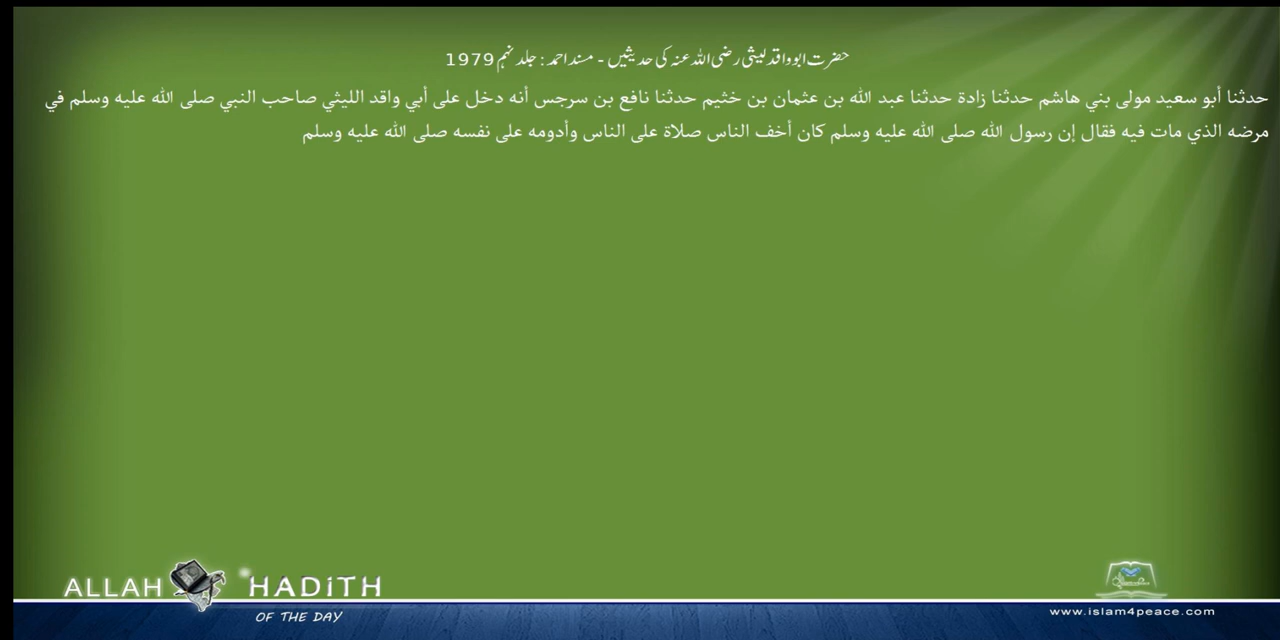 حضرت ابوواقد لیثی رضی اللہ عنہ کی حدیثیں - مسند احمد : جلد نہم 1979
حدثنا أبو سعيد مولى بني هاشم حدثنا زادة حدثنا عبد الله بن عثمان بن خثيم حدثنا نافع بن سرجس أنه دخل على أبي واقد الليثي صاحب النبي صلى الله عليه وسلم في
مرضه الذي مات فيه فقال إن رسول الله صلى الله عليه وسلم كان أخف الناس صلاة على الناس وأدومه على نفسه صلى الله عليه وسلم
ALLAH HADITH
OF THE DAY
www.islam4peace.com